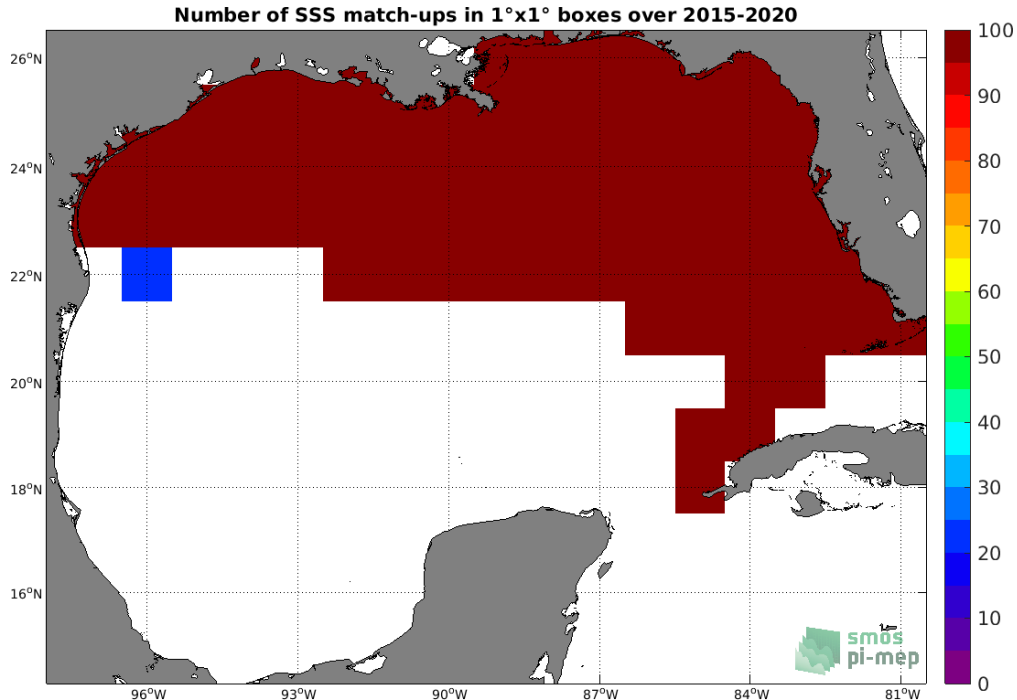 Number of SSS match-ups in 1°x1° boxes over 2015-2020
26°N
24°N
22°N
20°N
18°N
16°N
96°W
93°W
90°W
87°W
84°W
81°W
100
90
80
70
60
50
40
30
20
10
0
smos
pi-mep